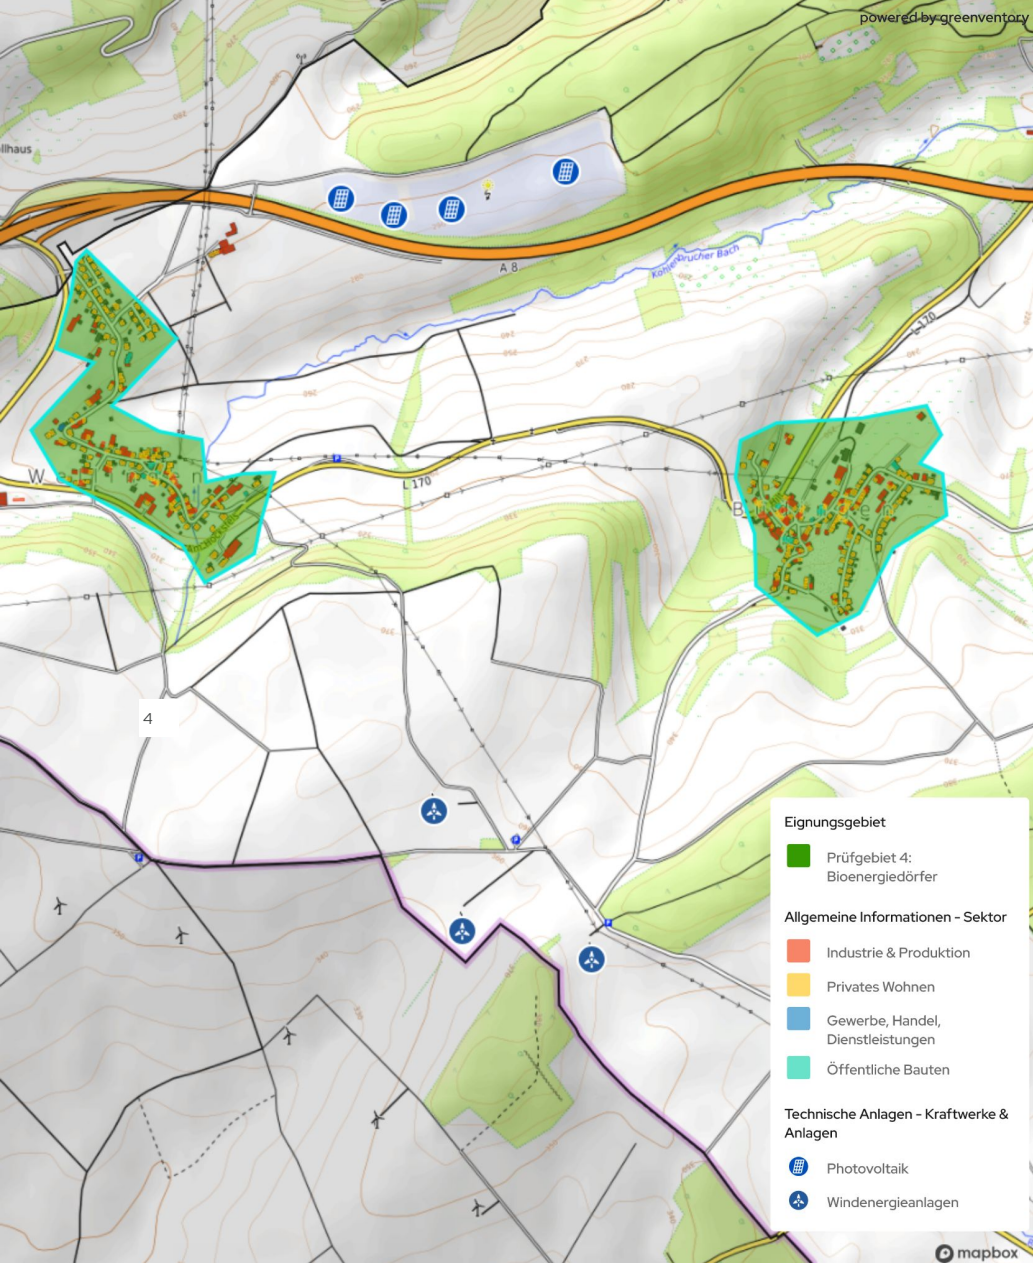 powered by greenventory
llhaus
A 8
Kohlenbrucher Bach
L 170
L 170
4
Eignungsgebiet
Prüfgebiet 4:
Bioenergiedörfer
Allgemeine Informationen - Sektor
Industrie & Produktion
Privates Wohnen
Gewerbe, Handel,
Dienstleistungen
Öffentliche Bauten
Technische Anlagen - Kraftwerke &
Anlagen
Photovoltaik
Windenergieanlagen
mapbox